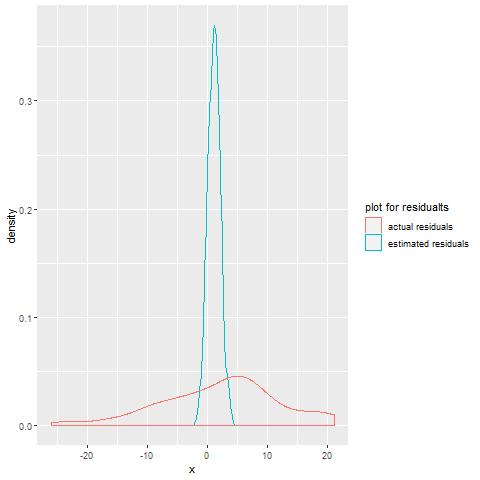 density
0.3
0.2
0.1
0.0
-20
-10
0
10
20
x
plot for residualts
actual residuals
estimated residuals